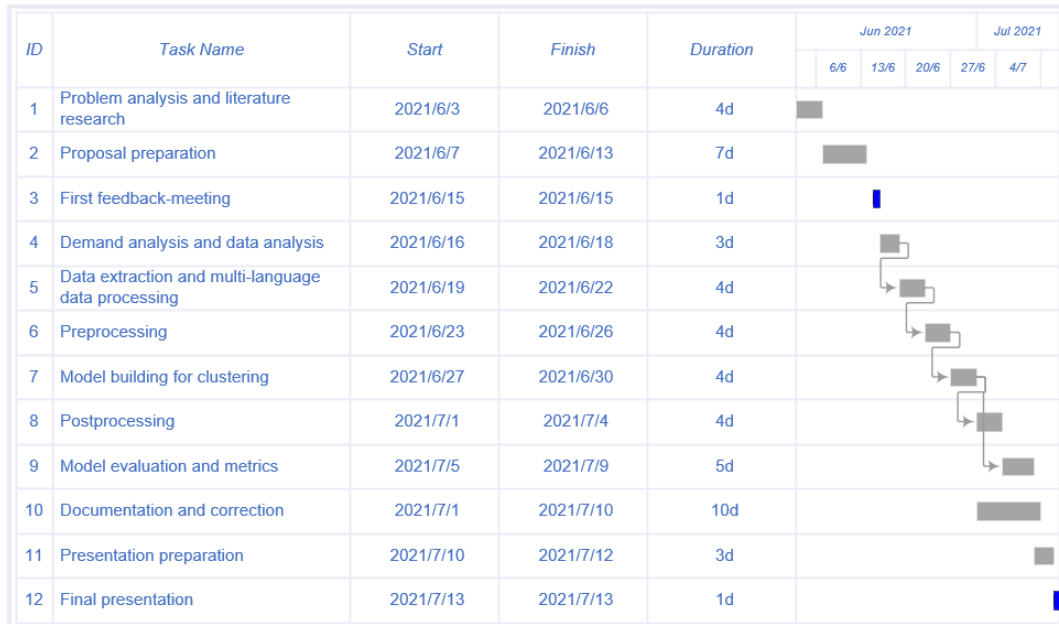 ID Task Name Start Finish Duration Jun 2021 Jul 2021
6/6 13/6 20/6 27/6 4/7
1 Problem analysis and literature
research 2021/6/3 2021/6/6 4d
2 Proposal preparation 2021/6/7 2021/6/13 7d
3 First feedback-meeting 2021/6/15 2021/6/15 1d
4 Demand analysis and data analysis 2021/6/16 2021/6/18 3d
5 Data extraction and multi-language
data processing 2021/6/19 2021/6/22 4d
6 Preprocessing 2021/6/23 2021/6/26 4d
7 Model building for clustering 2021/6/27 2021/6/30 4d
8 Postprocessing 2021/7/1 2021/7/4 4d
9 Model evaluation and metrics 2021/7/5 2021/7/9 5d
10 Documentation and correction 2021/7/1 2021/7/10 10d
11 Presentation preparation 2021/7/10 2021/7/12 3d
12 Final presentation 2021/7/13 2021/7/13 1d